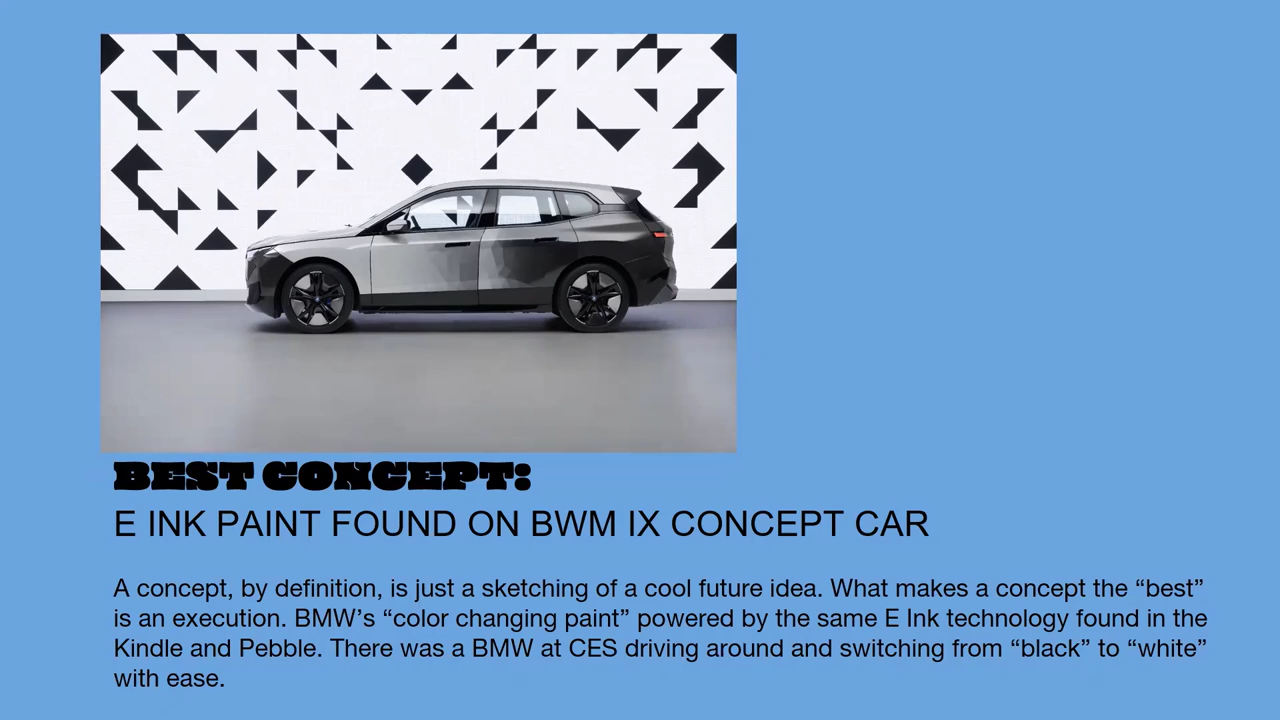 BEST CONCEPT:
E INK PAINT FOUND ON BWM IX CONCEPT CAR
A concept, by definition, is just a sketching of a cool future idea. What makes a concept the “best”
is an execution. BMW’s “color changing paint” powered by the same E Ink technology found in the
Kindle and Pebble. There was a BMW at CES driving around and switching from “black” to “white”
with ease.